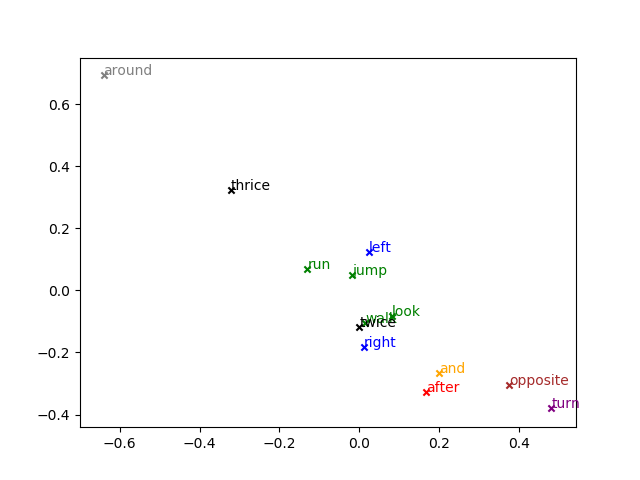 around
0.6
0.4
thrice
0.2
left
run
jump
0.0
look
walk
twice
right
−0.2
and
opposite
after
turn
−0.4
−0.6
−0.4
−0.2
0.0
0.2
0.4